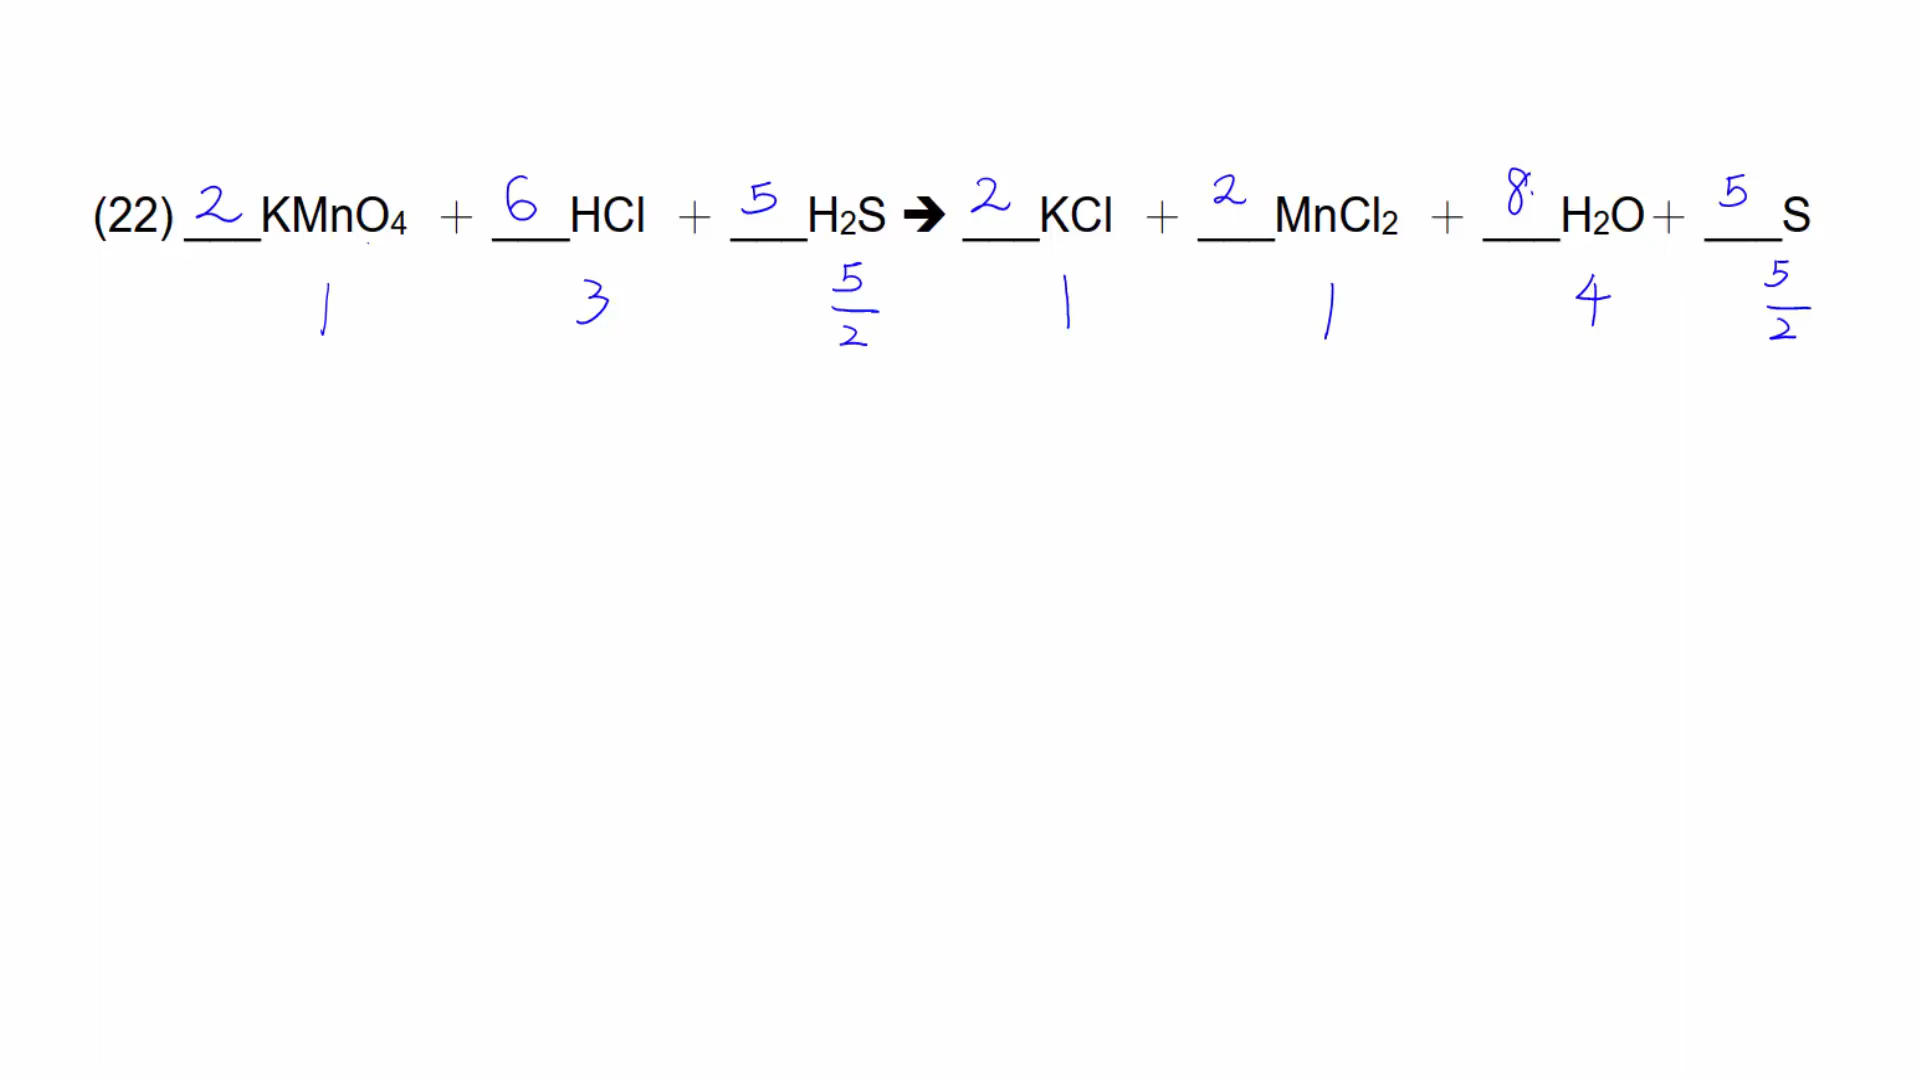 (22) 2 KMnO4 + 6 HCl + 5 H2S ➔ 2 KCl + 2 MnCl2 + 8 H2O + 5 S
1 3 5/2 1 1 4 5/2